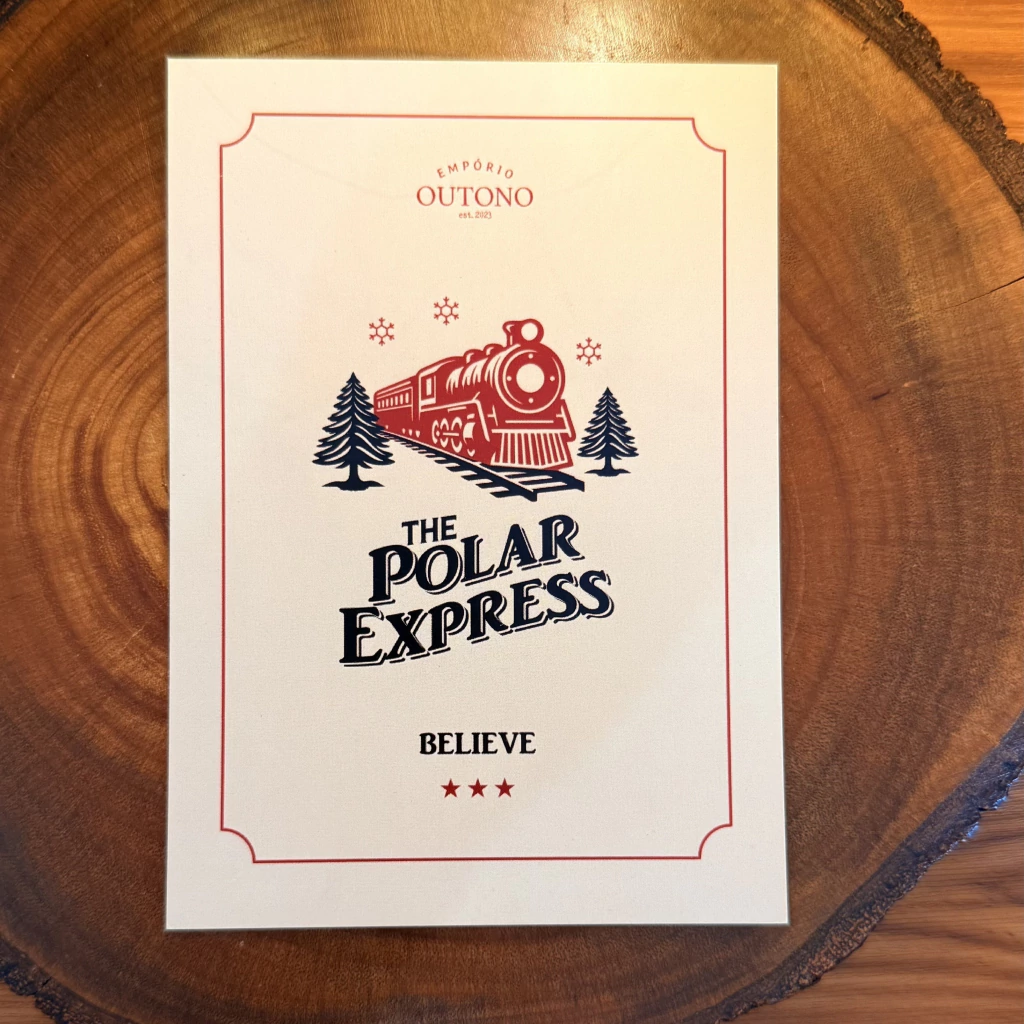 EMPÓRIO
OUTONO
est. 2023
THE
POLAR
EXPRESS
BELIEVE